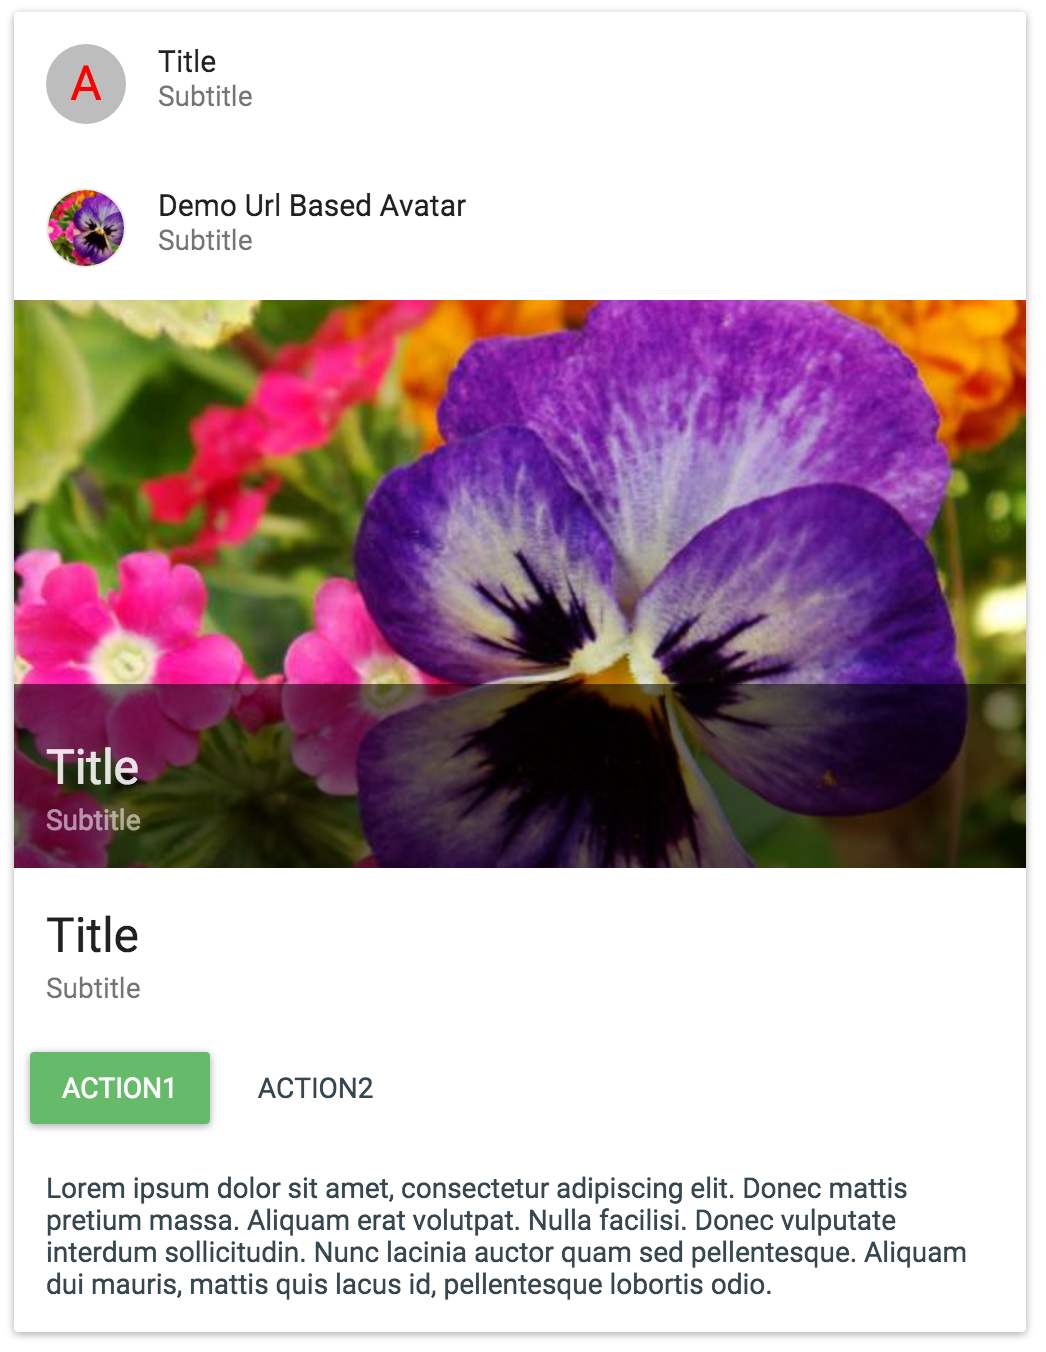 A
Title
Subtitle
Demo Url Based Avatar
Subtitle
Title
Subtitle
Title
Subtitle
ACTION1 ACTION2
Lorem ipsum dolor sit amet, consectetur adipiscing elit. Donec mattis
pretium massa. Aliquam erat volutpat. Nulla facilisi. Donec vulputate
interdum sollicitudin. Nunc lacinia auctor quam sed pellentesque. Aliquam
dui mauris, mattis quis lacus id, pellentesque lobortis odio.